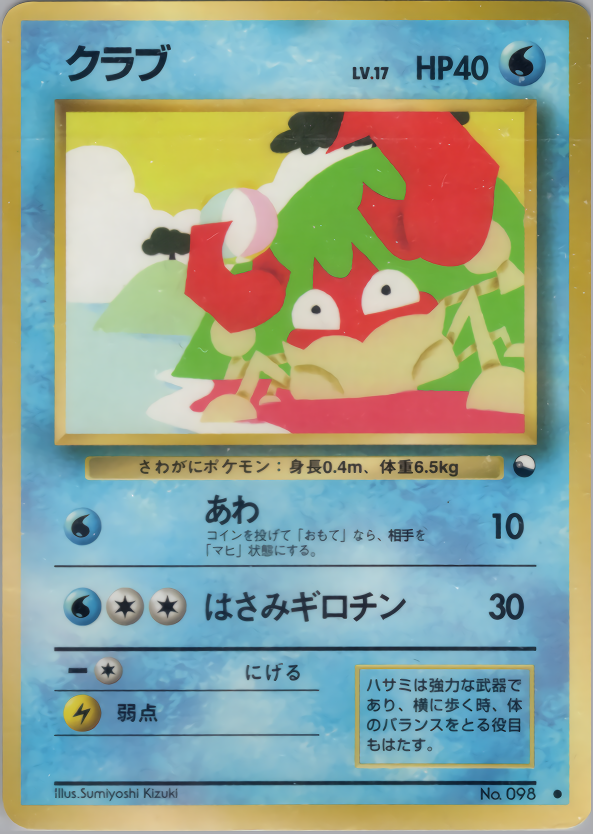 クラブ LV.17 HP40
さわがにポケモン：身長0.4m、体重6.5kg
あわ 10
コインを投げて「おもて」なら、相手を
「マヒ」状態にする。
はさみギロチン 30
にげる
弱点
ハサミは強力な武器で
あり、横に歩く時、体
のバランスをとる役目
もはたす。
Illus.Sumiyoshi Kizuki No. 098